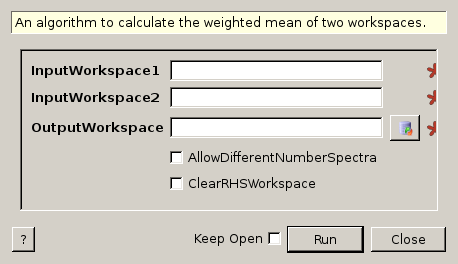 An algorithm to calculate the weighted mean of two workspaces.
InputWorkspace1
InputWorkspace2
OutputWorkspace
AllowDifferentNumberSpectra
ClearRHSWorkspace
? Keep Open Run Close